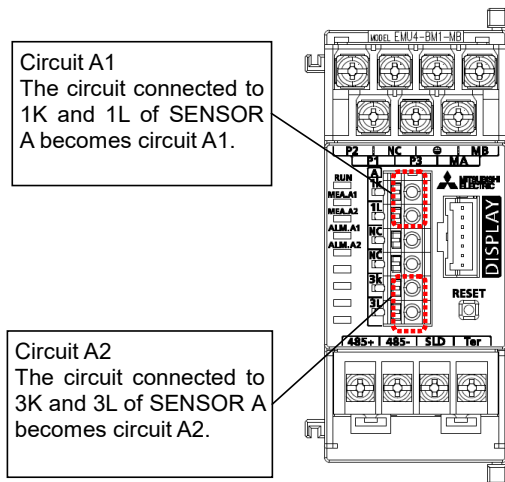 MODEL EMU4-BM1-MB
Circuit A1
The circuit connected to
1K and 1L of SENSOR
A becomes circuit A1.
P2 NC MB
P1 P3 MA
A
RUN
1k
MEA.A1
1L
MEA.A2
ALM.A1
NC
ALM.A2
NC
3k
3L
MITSUBISHI
ELECTRIC
DISPLAY
RESET
485+ 485- SLD Ter
Circuit A2
The circuit connected to
3K and 3L of SENSOR A
becomes circuit A2.